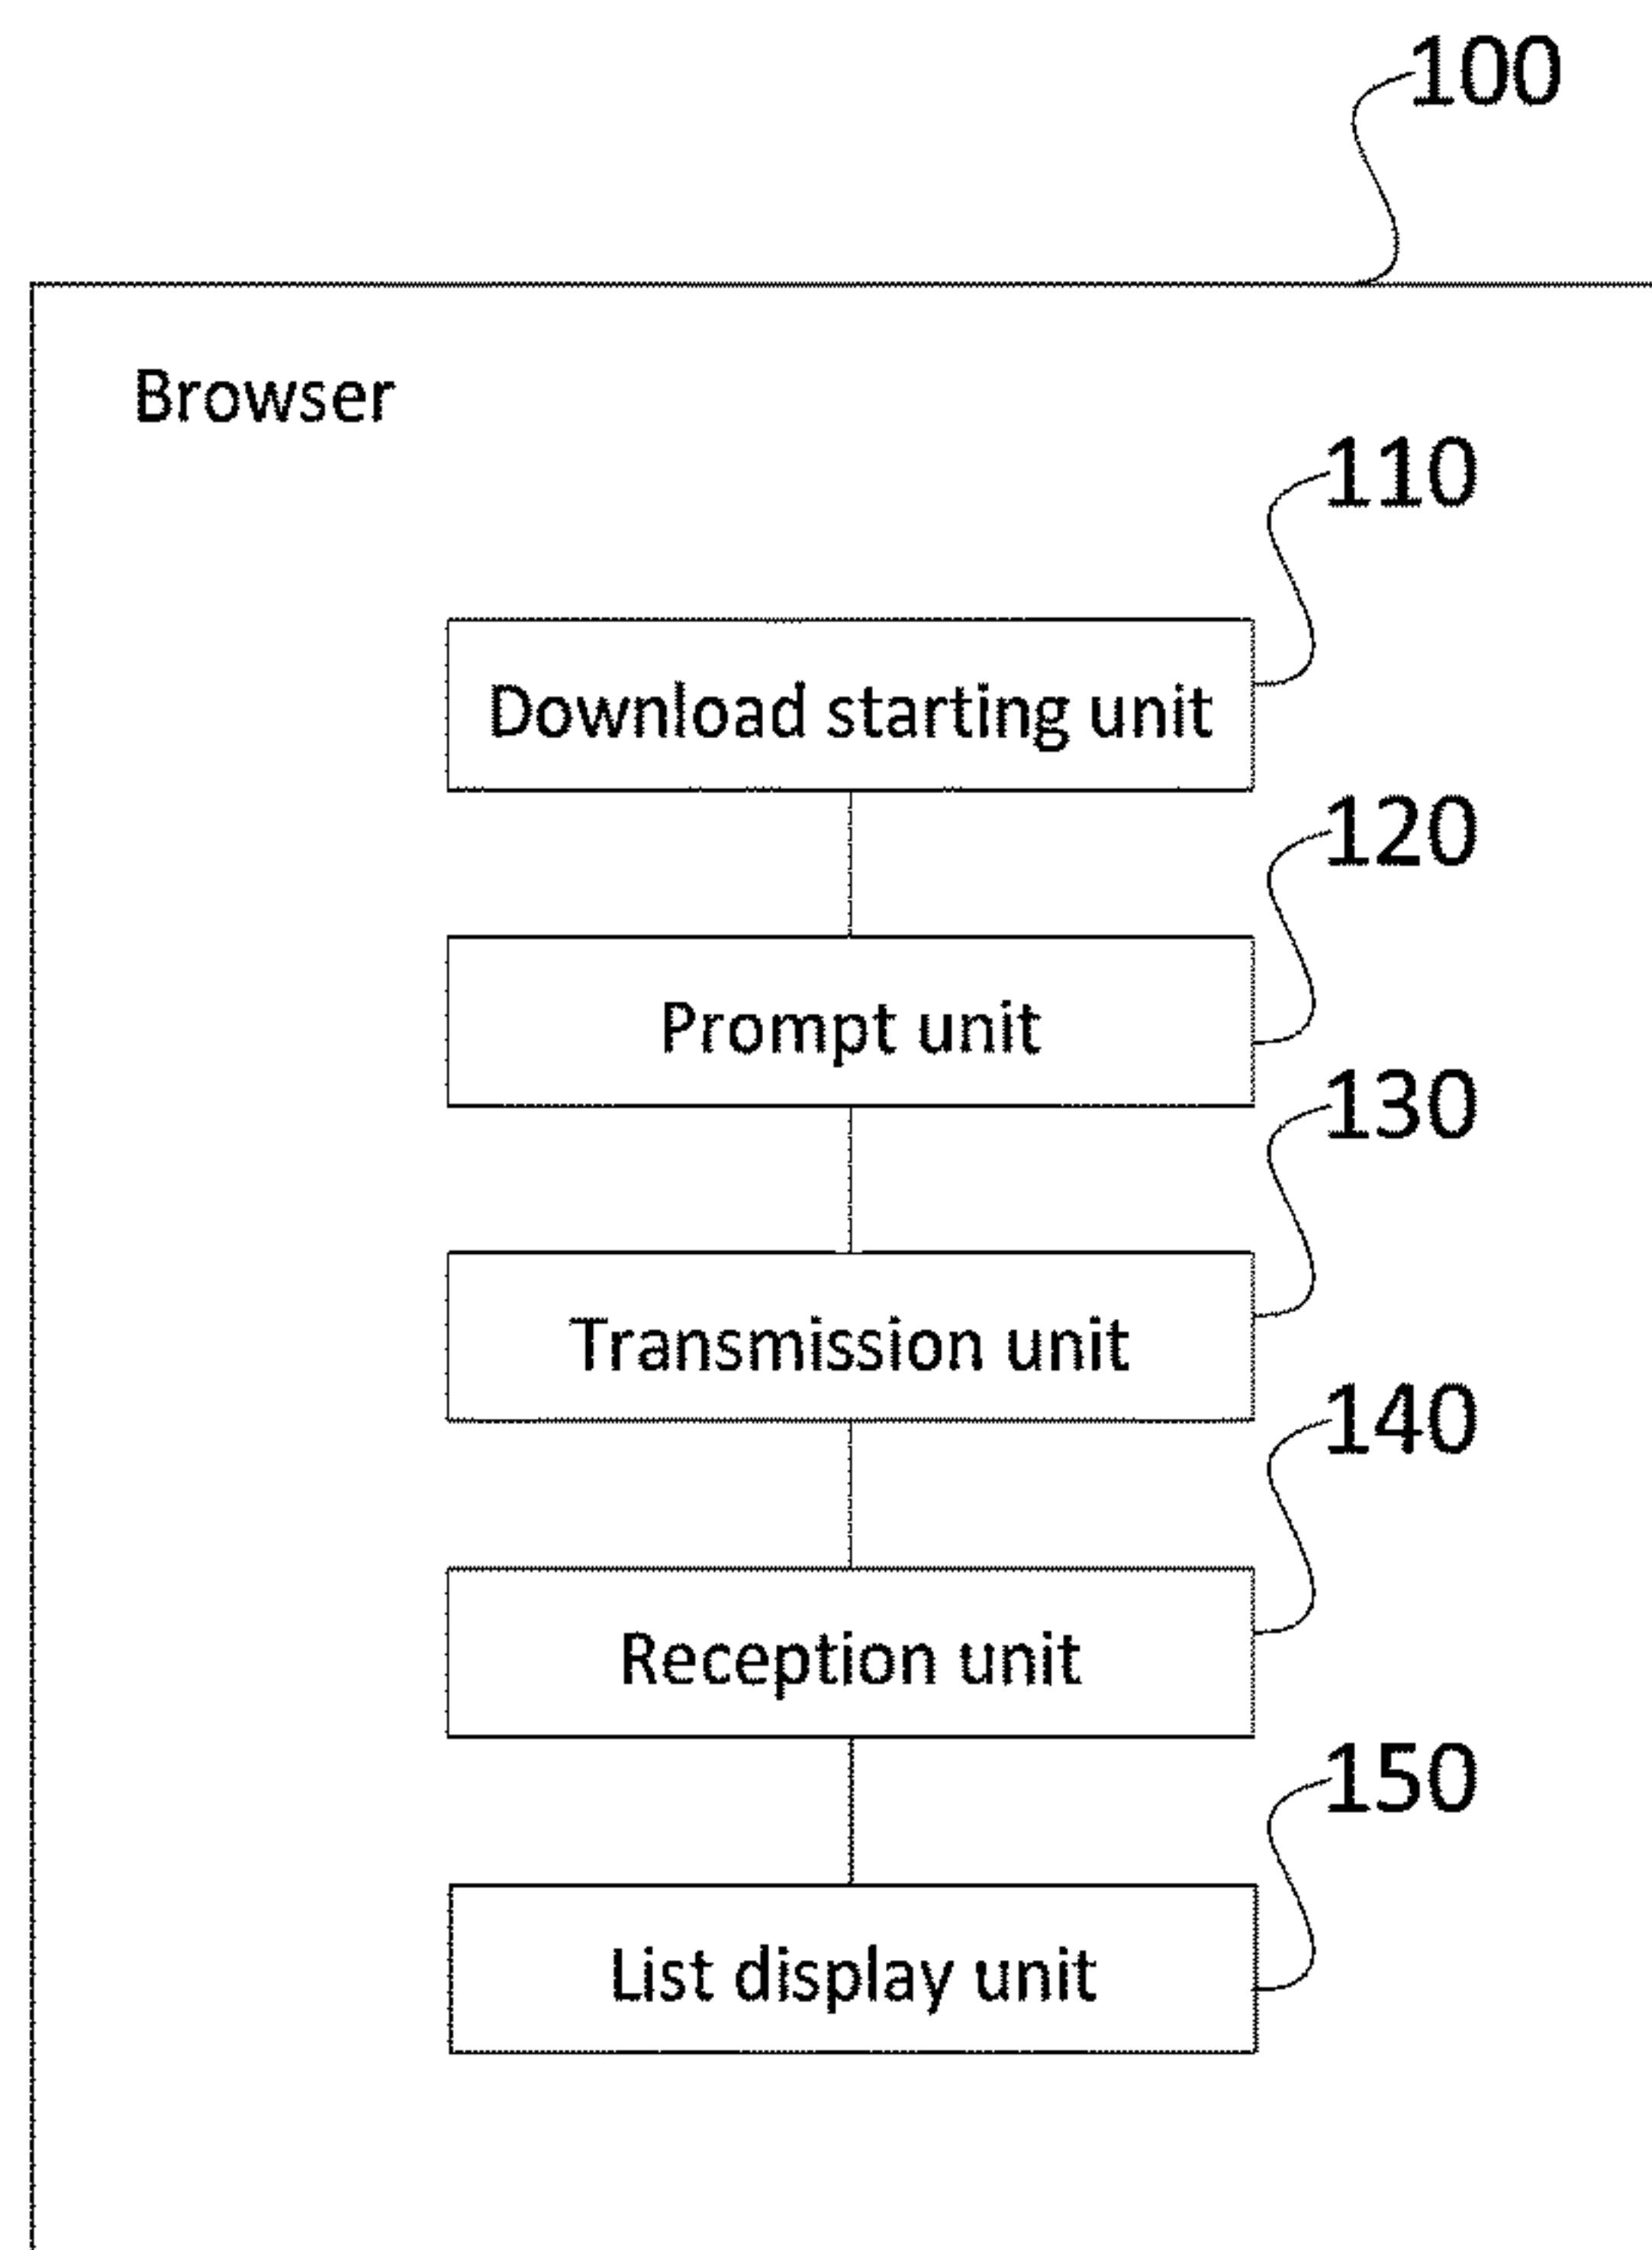 100
Browser
110
Download starting unit
120
Prompt unit
130
Transmission unit
140
Reception unit
150
List display unit